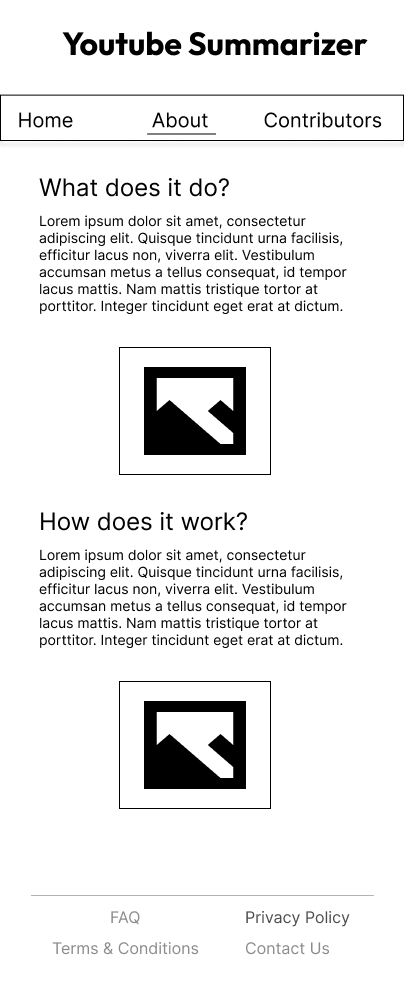 Youtube Summarizer
Home About Contributors
What does it do?
Lorem ipsum dolor sit amet, consectetur
adipiscing elit. Quisque tincidunt urna facilisis,
efficitur lacus non, viverra elit. Vestibulum
accumsan metus a tellus consequat, id tempor
lacus mattis. Nam mattis tristique tortor at
porttitor. Integer tincidunt eget erat at dictum.
How does it work?
Lorem ipsum dolor sit amet, consectetur
adipiscing elit. Quisque tincidunt urna facilisis,
efficitur lacus non, viverra elit. Vestibulum
accumsan metus a tellus consequat, id tempor
lacus mattis. Nam mattis tristique tortor at
porttitor. Integer tincidunt eget erat at dictum.
FAQ Privacy Policy
Terms & Conditions Contact Us